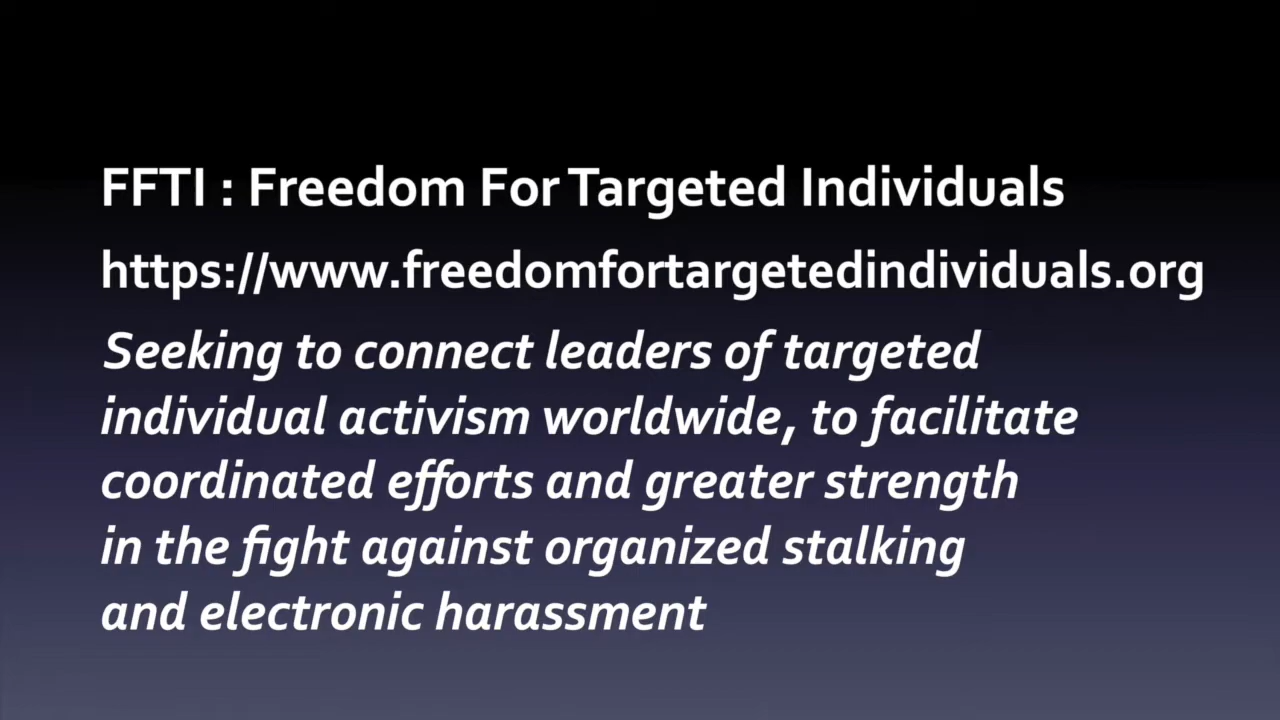 FFTI : Freedom For Targeted Individuals
https://www.freedomfortargetedindividuals.org
Seeking to connect leaders of targeted
individual activism worldwide, to facilitate
coordinated efforts and greater strength
in the fight against organized stalking
and electronic harassment